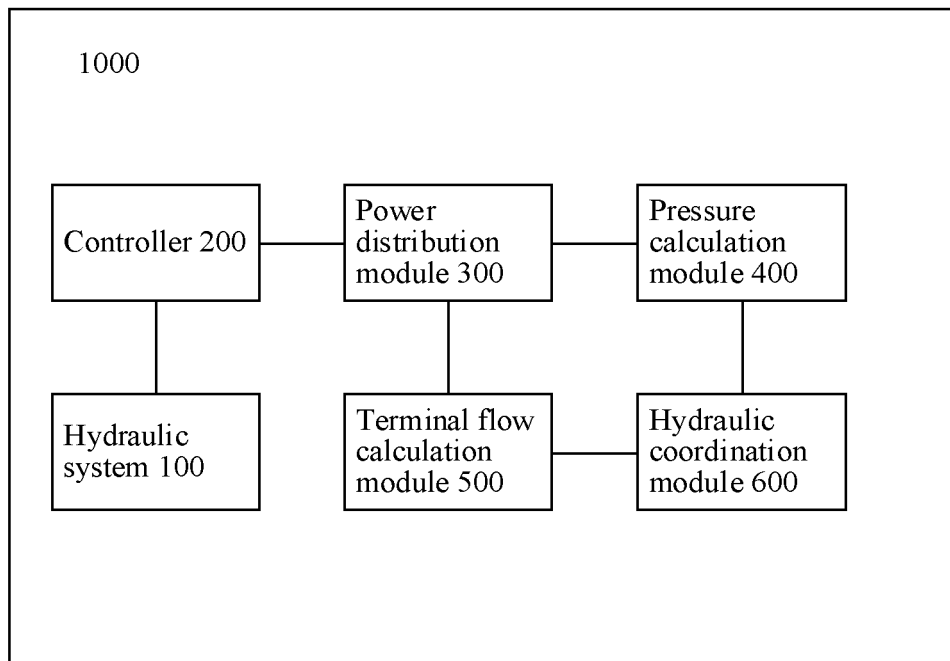 1000
Controller 200
Power
distribution
module 300
Pressure
calculation
module 400
Hydraulic
system 100
Terminal flow
calculation
module 500
Hydraulic
coordination
module 600